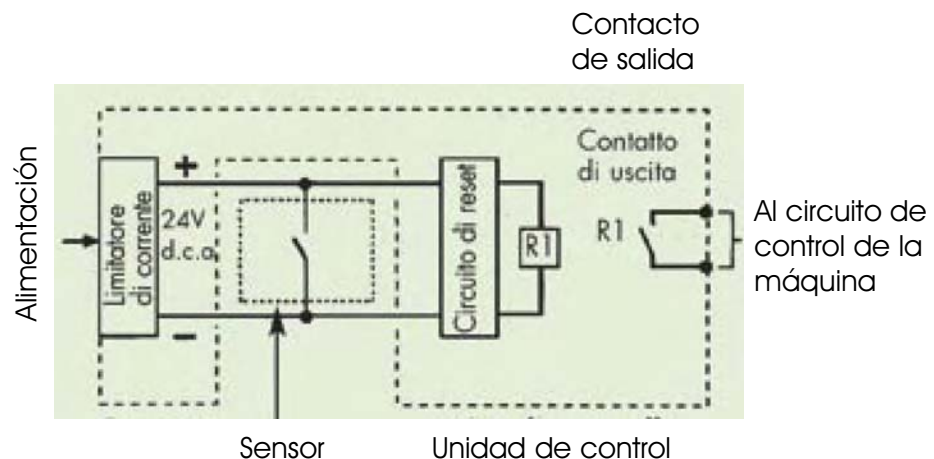 Contacto
de salida
Alimentación
Limitatore
di corrente
+
24V
d.c.a
−
Circuito di reset
R1
Contatto
di uscita
R1
Al circuito de
control de la
máquina
Sensor
Unidad de control